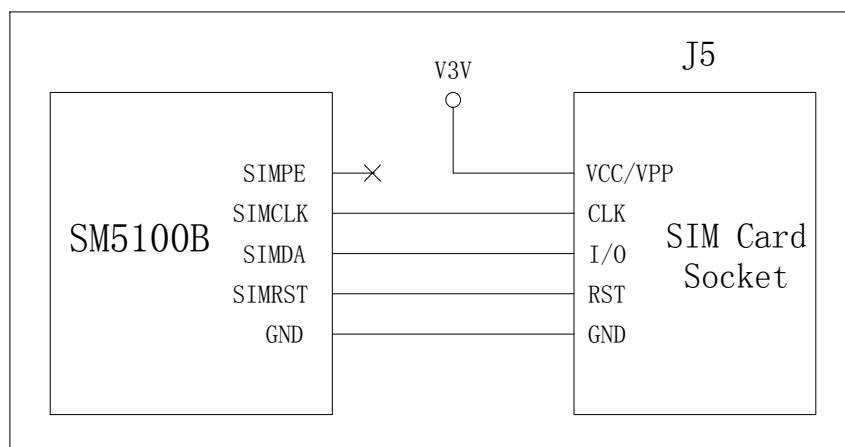 J5
V3V
SIMPE
VCC/VPP
SIMCLK
CLK
SM5100B
SIMDA
I/O
SIM Card
Socket
SIMRST
RST
GND
GND